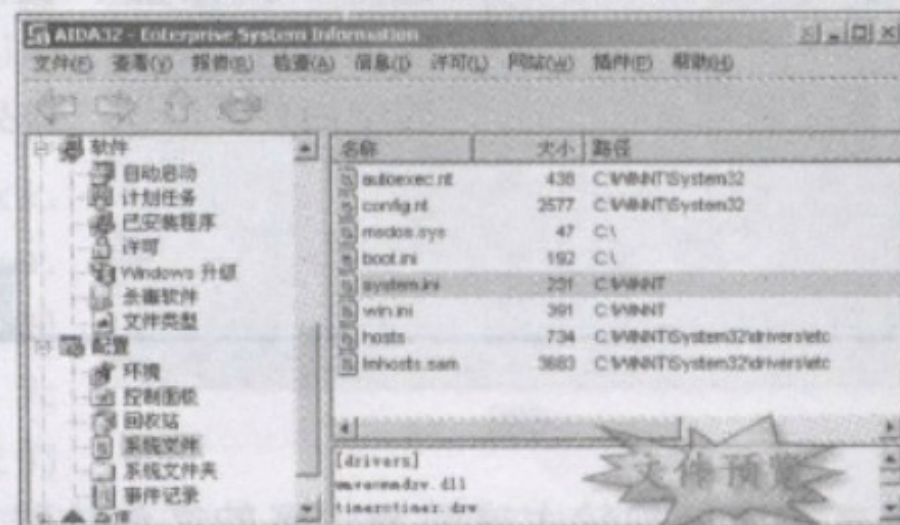 AIDA32 - Enterprise System Information
文件(F) 查看(V) 报修(R) 检查(A) 信息(I) 许可(L) 网站(W) 插件(P) 帮助(H)
软件
自动启动
计划任务
已安装程序
许可
Windows 升级
杀毒软件
文件类型
配置
环境
控制面板
回收站
系统文件
系统文件夹
事件记录
杂项
名称 大小 路径
autoexec.nt 438 C:\WINNT\System32
config.nt 2577 C:\WINNT\System32
msdos.sys 47 C:\
boot.ini 192 C:\
system.ini 231 C:\WINNT
win.ini 391 C:\WINNT
hosts 734 C:\WINNT\System32\drivers\etc
lmhosts.sam 3683 C:\WINNT\System32\drivers\etc
[drivers]
timer=timer.drv
文件预览